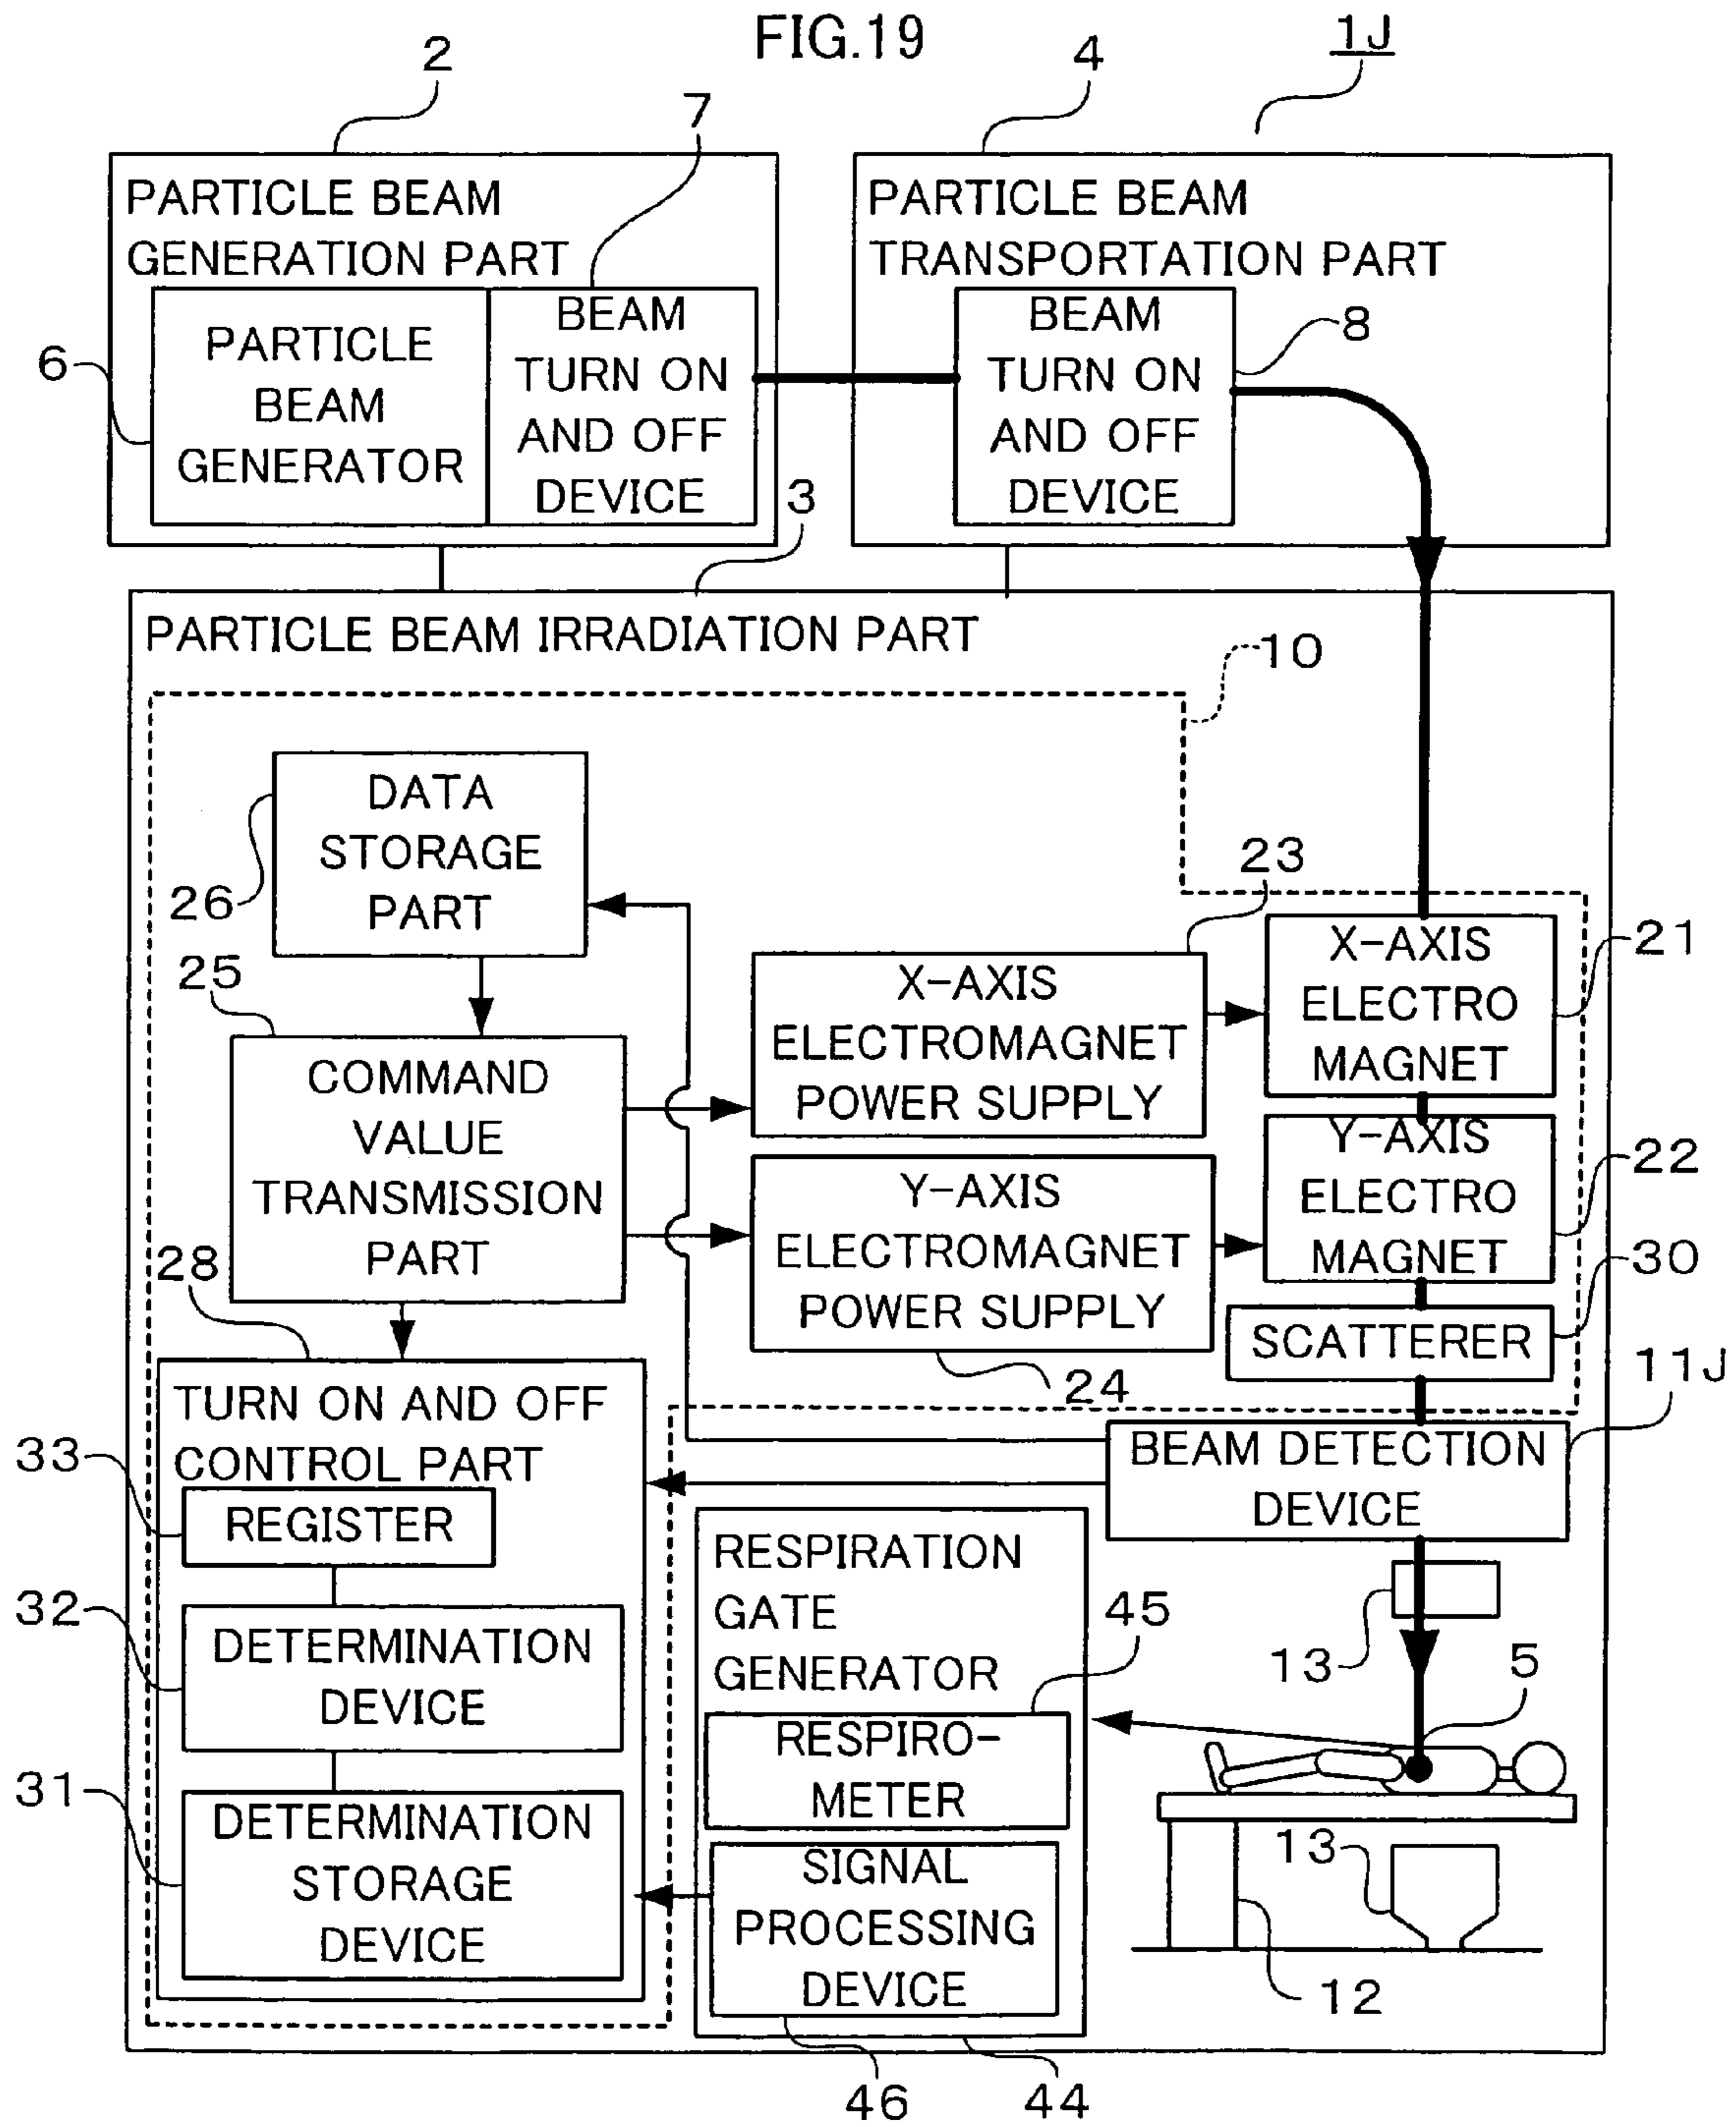 FIG.19
1J
2
4
7
PARTICLE BEAM
GENERATION PART
PARTICLE BEAM
TRANSPORTATION PART
6
PARTICLE
BEAM
GENERATOR
BEAM
TURN ON
AND OFF
DEVICE
BEAM
TURN ON
AND OFF
DEVICE
8
3
PARTICLE BEAM IRRADIATION PART
10
DATA
STORAGE
PART
26
23
25
X-AXIS
ELECTROMAGNET
POWER SUPPLY
X-AXIS
ELECTRO
MAGNET
21
COMMAND
VALUE
TRANSMISSION
PART
Y-AXIS
ELECTROMAGNET
POWER SUPPLY
Y-AXIS
ELECTRO
MAGNET
22
28
30
SCATTERER
24
11J
TURN ON AND OFF
CONTROL PART
33
REGISTER
BEAM DETECTION
DEVICE
RESPIRATION
GATE
GENERATOR
45
13
5
32
DETERMINATION
DEVICE
RESPIRO-
METER
31
DETERMINATION
STORAGE
DEVICE
SIGNAL
PROCESSING
DEVICE
13
12
46
44